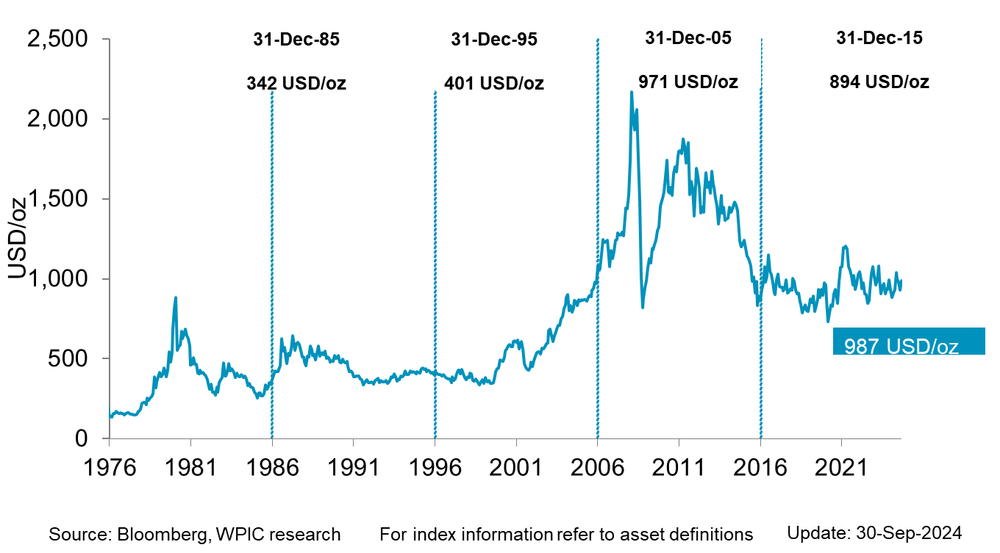 31-Dec-85 31-Dec-95 31-Dec-05 31-Dec-15
342 USD/oz 401 USD/oz 971 USD/oz 894 USD/oz
USD/oz
2,500
2,000
1,500
1,000
500
0
987 USD/oz
1976 1981 1986 1991 1996 2001 2006 2011 2016 2021
Source: Bloomberg, WPIC research For index information refer to asset definitions Update: 30-Sep-2024